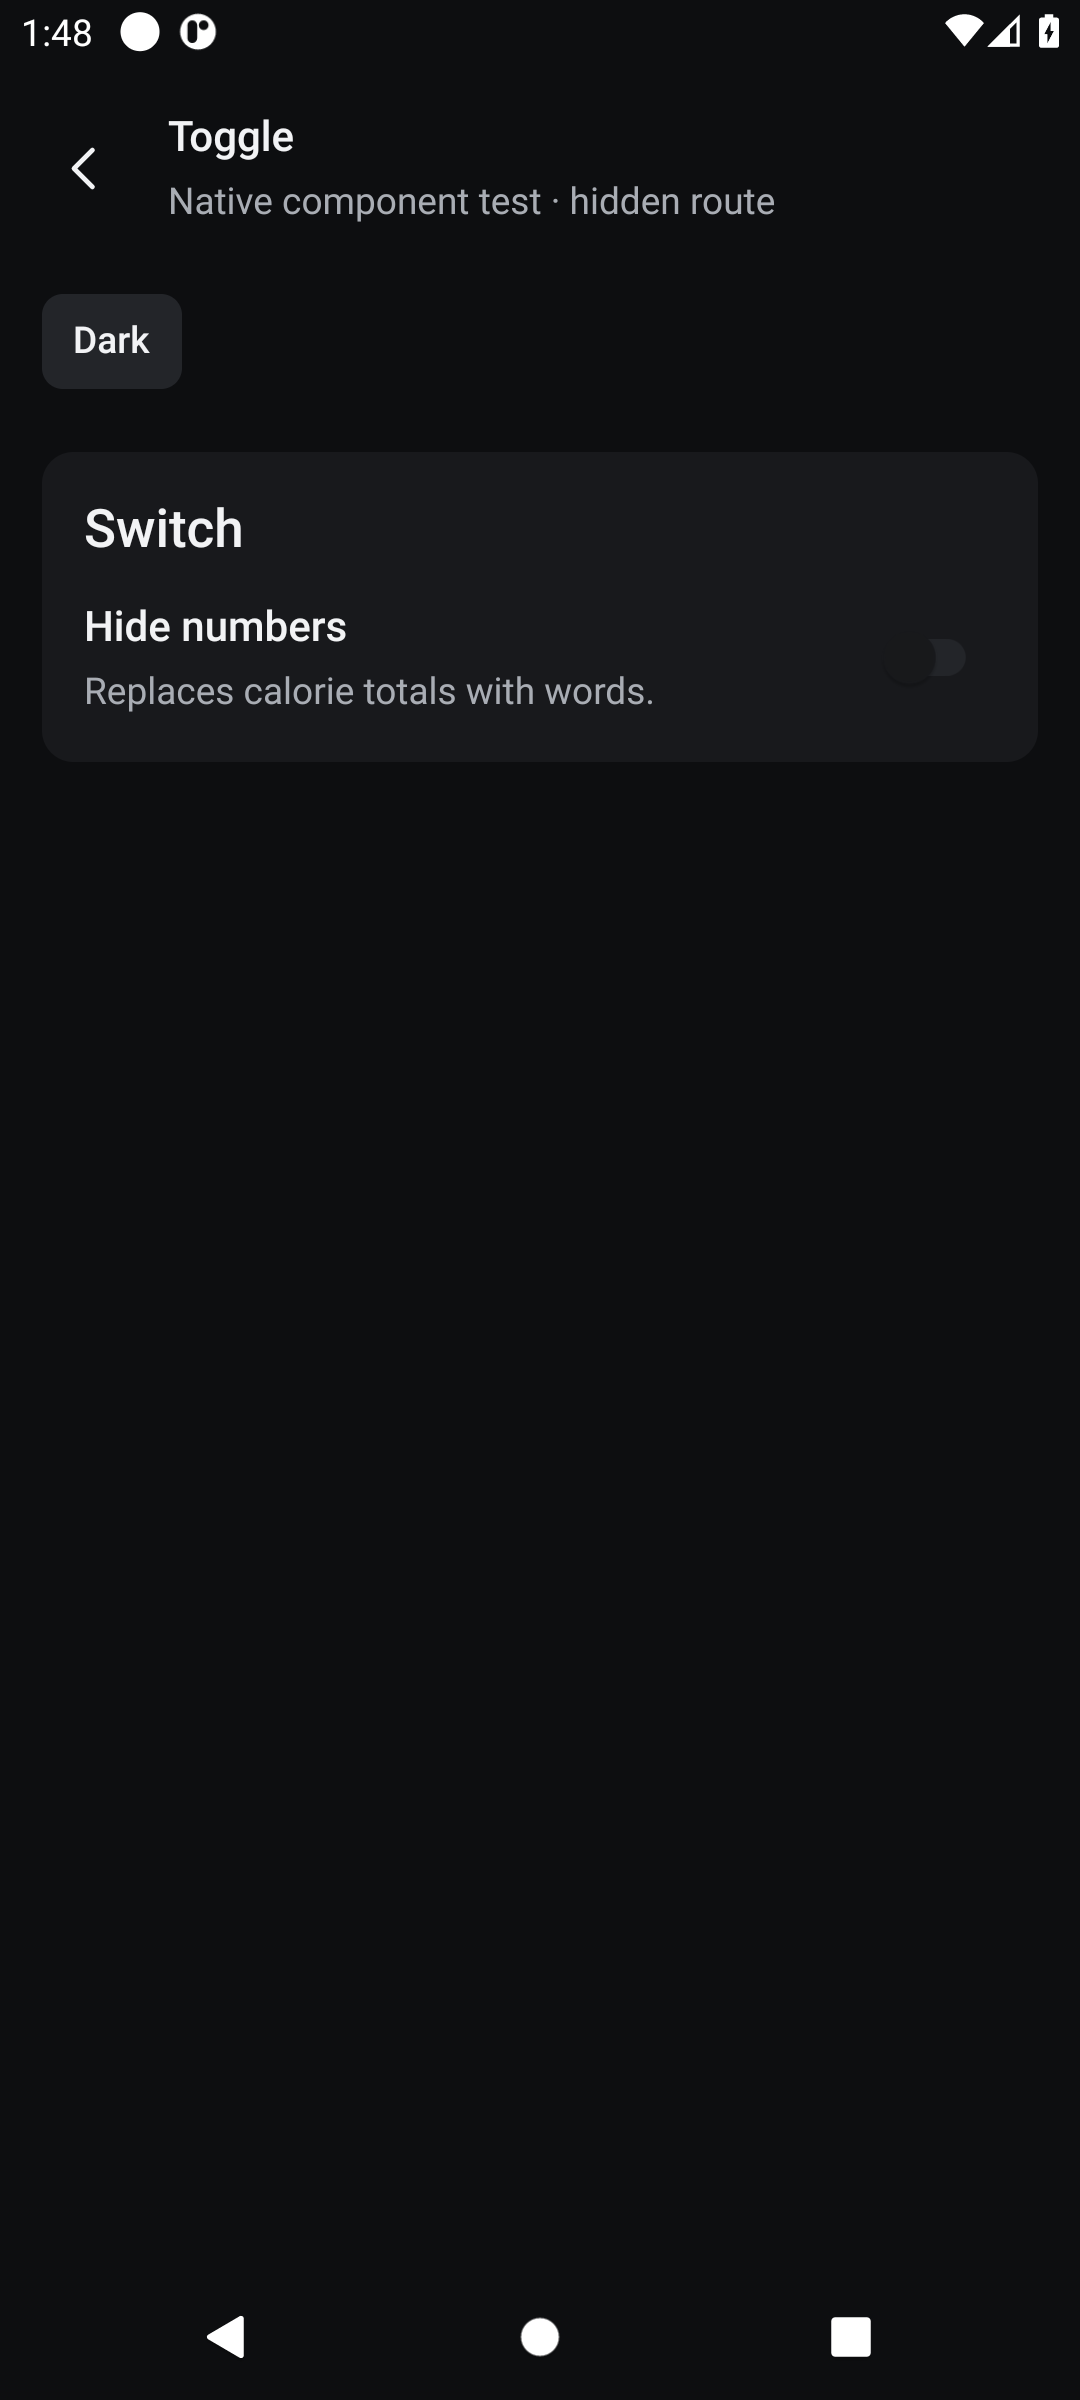 1:48
Toggle
Native component test · hidden route
Dark
Switch
Hide numbers
Replaces calorie totals with words.